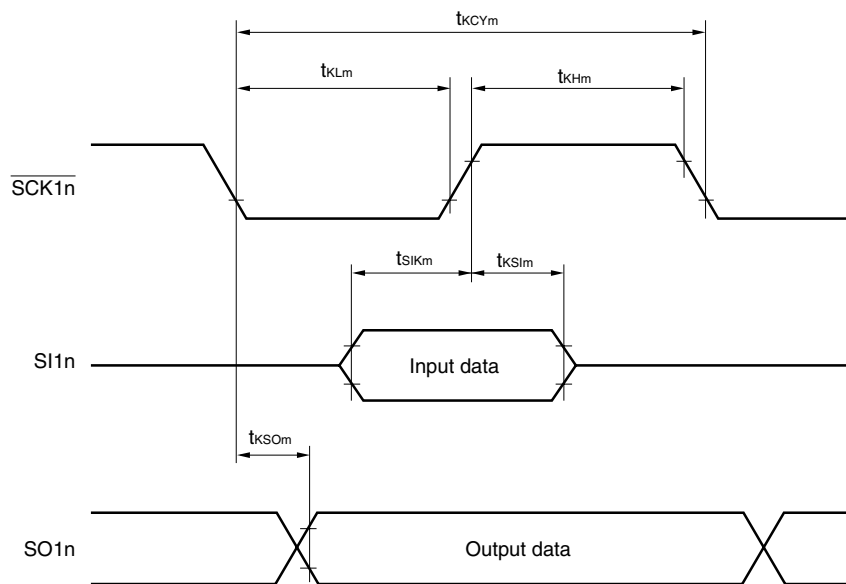 tKCYm
tKLm
tKHm
SCK1n
tSIKm
tKSIm
SI1n
Input data
tKSOm
SO1n
Output data